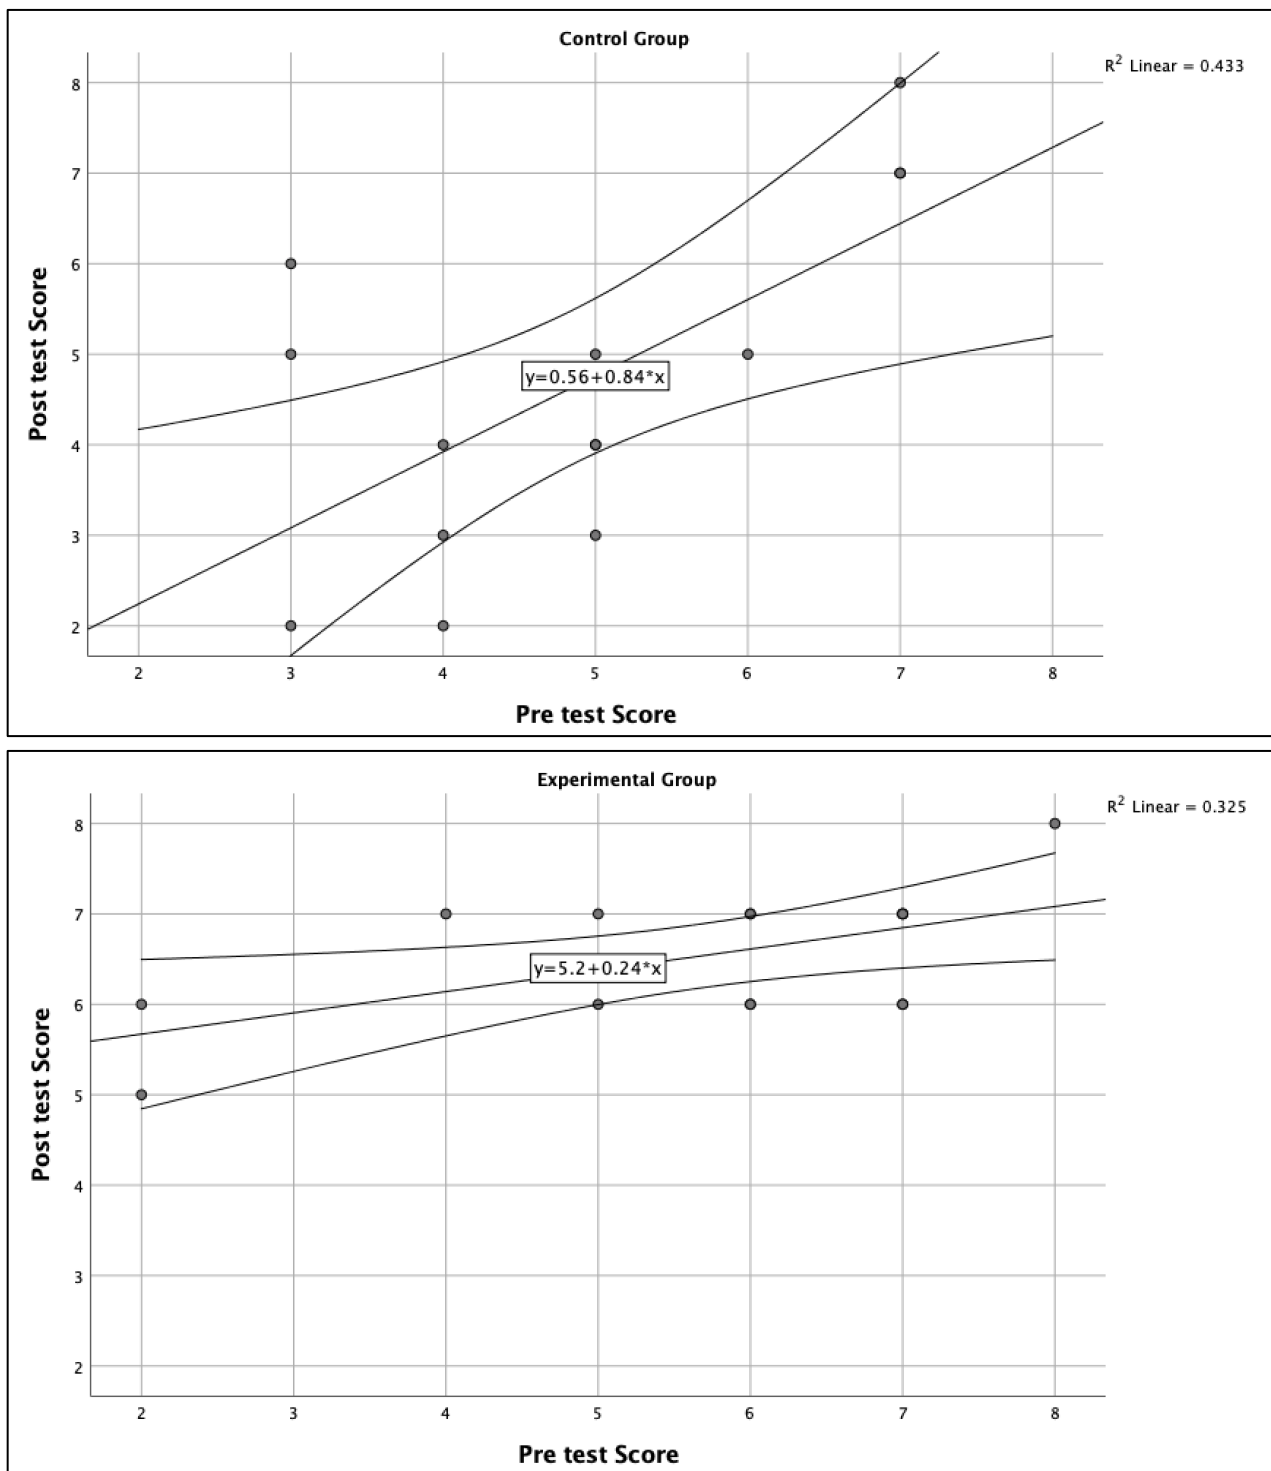 Control Group
R² Linear = 0.433
8
7
6
5
4
3
2
Post test Score
y=0.56+0.84*x
2 3 4 5 6 7 8
Pre test Score
Experimental Group
R² Linear = 0.325
8
7
6
5
4
3
2
Post test Score
y=5.2+0.24*x
2 3 4 5 6 7 8
Pre test Score